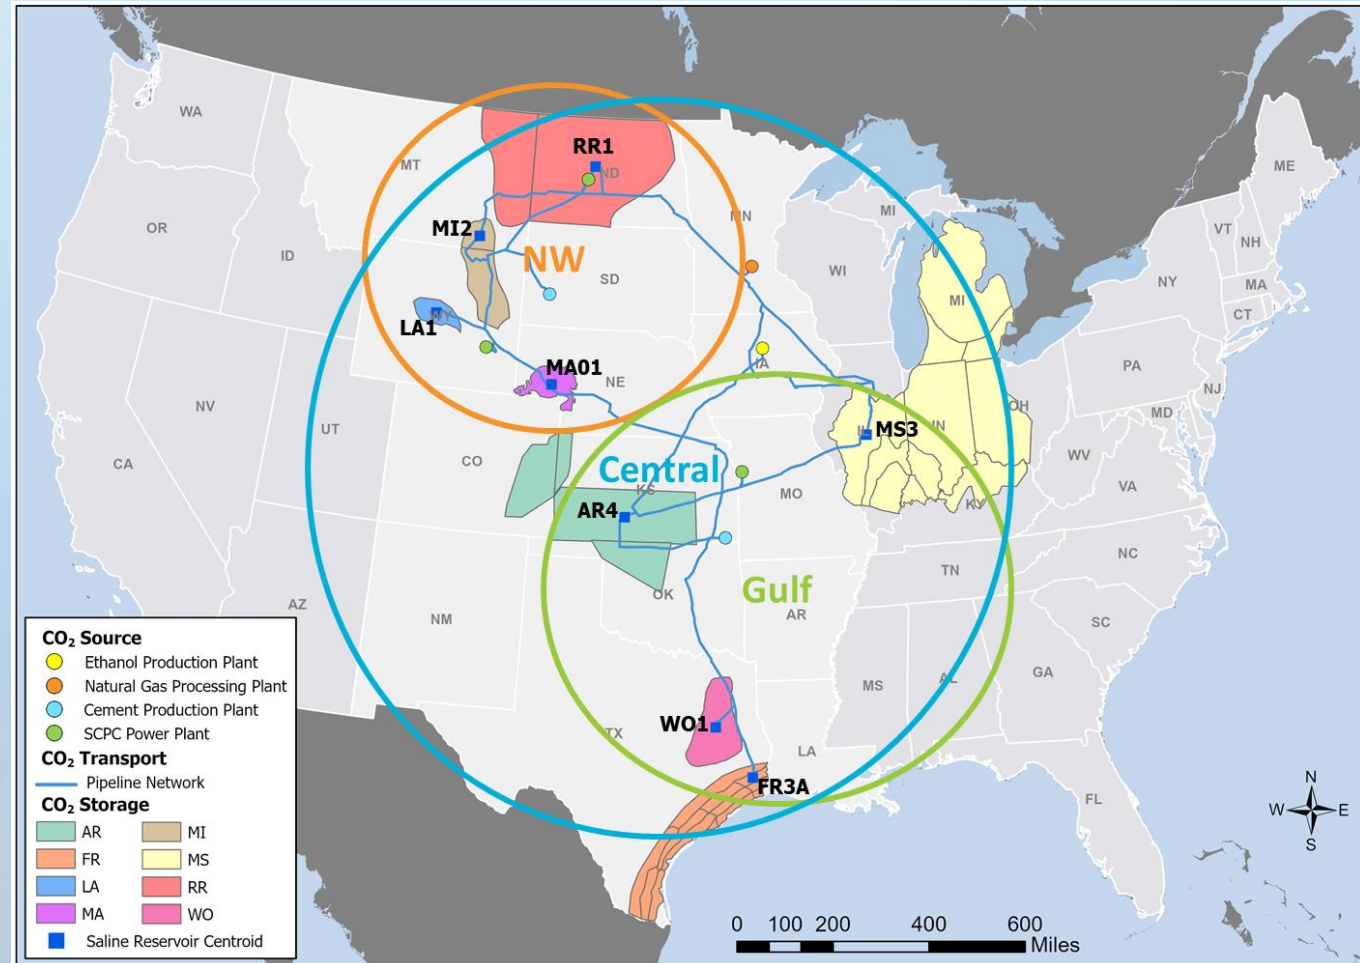 WA
MT
RR1
ND
ME
OR
ID
MI2
MN
MI
VT
NH
NW
SD
WI
NY
MA
CT
LA1
WY
MI
MA01
NE
IA
PA
NJ
OH
MD
NV
UT
CO
IL
MS3
IN
WV
CA
Central
KS
MO
VA
AR4
KY
NC
TN
Gulf
OK
AR
AZ
NM
SC
MS
AL
GA
WO1
TX
LA
FR3A
FL
CO₂ Source
Ethanol Production Plant
Natural Gas Processing Plant
Cement Production Plant
SCPC Power Plant
CO₂ Transport
Pipeline Network
CO₂ Storage
AR
MI
FR
MS
LA
RR
MA
WO
Saline Reservoir Centroid
N
W
E
S
0 100 200 400 600
Miles